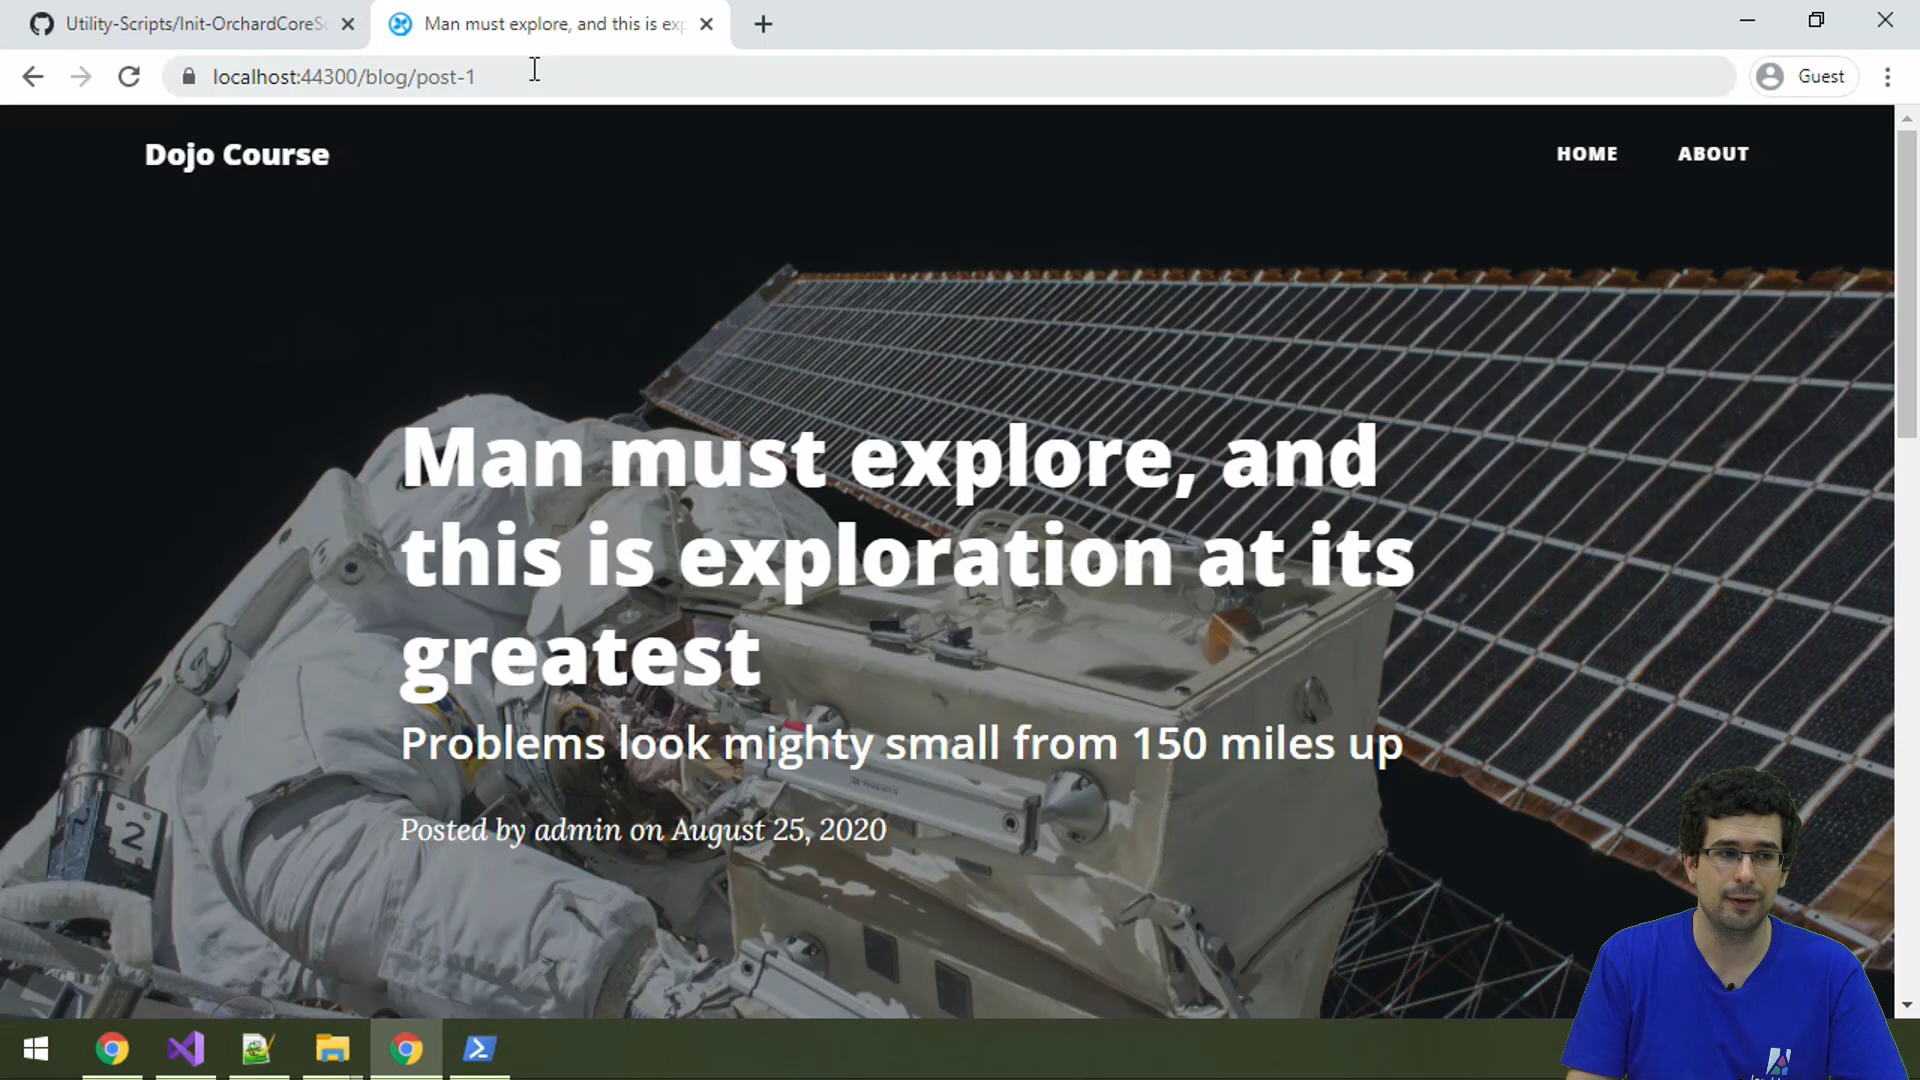 Utility-Scripts/Init-OrchardCoreSo
Man must explore, and this is exp
localhost:44300/blog/post-1
Guest
Dojo Course
HOME
ABOUT
Man must explore, and
this is exploration at its
greatest
Problems look mighty small from 150 miles up
Posted by admin on August 25, 2020
2